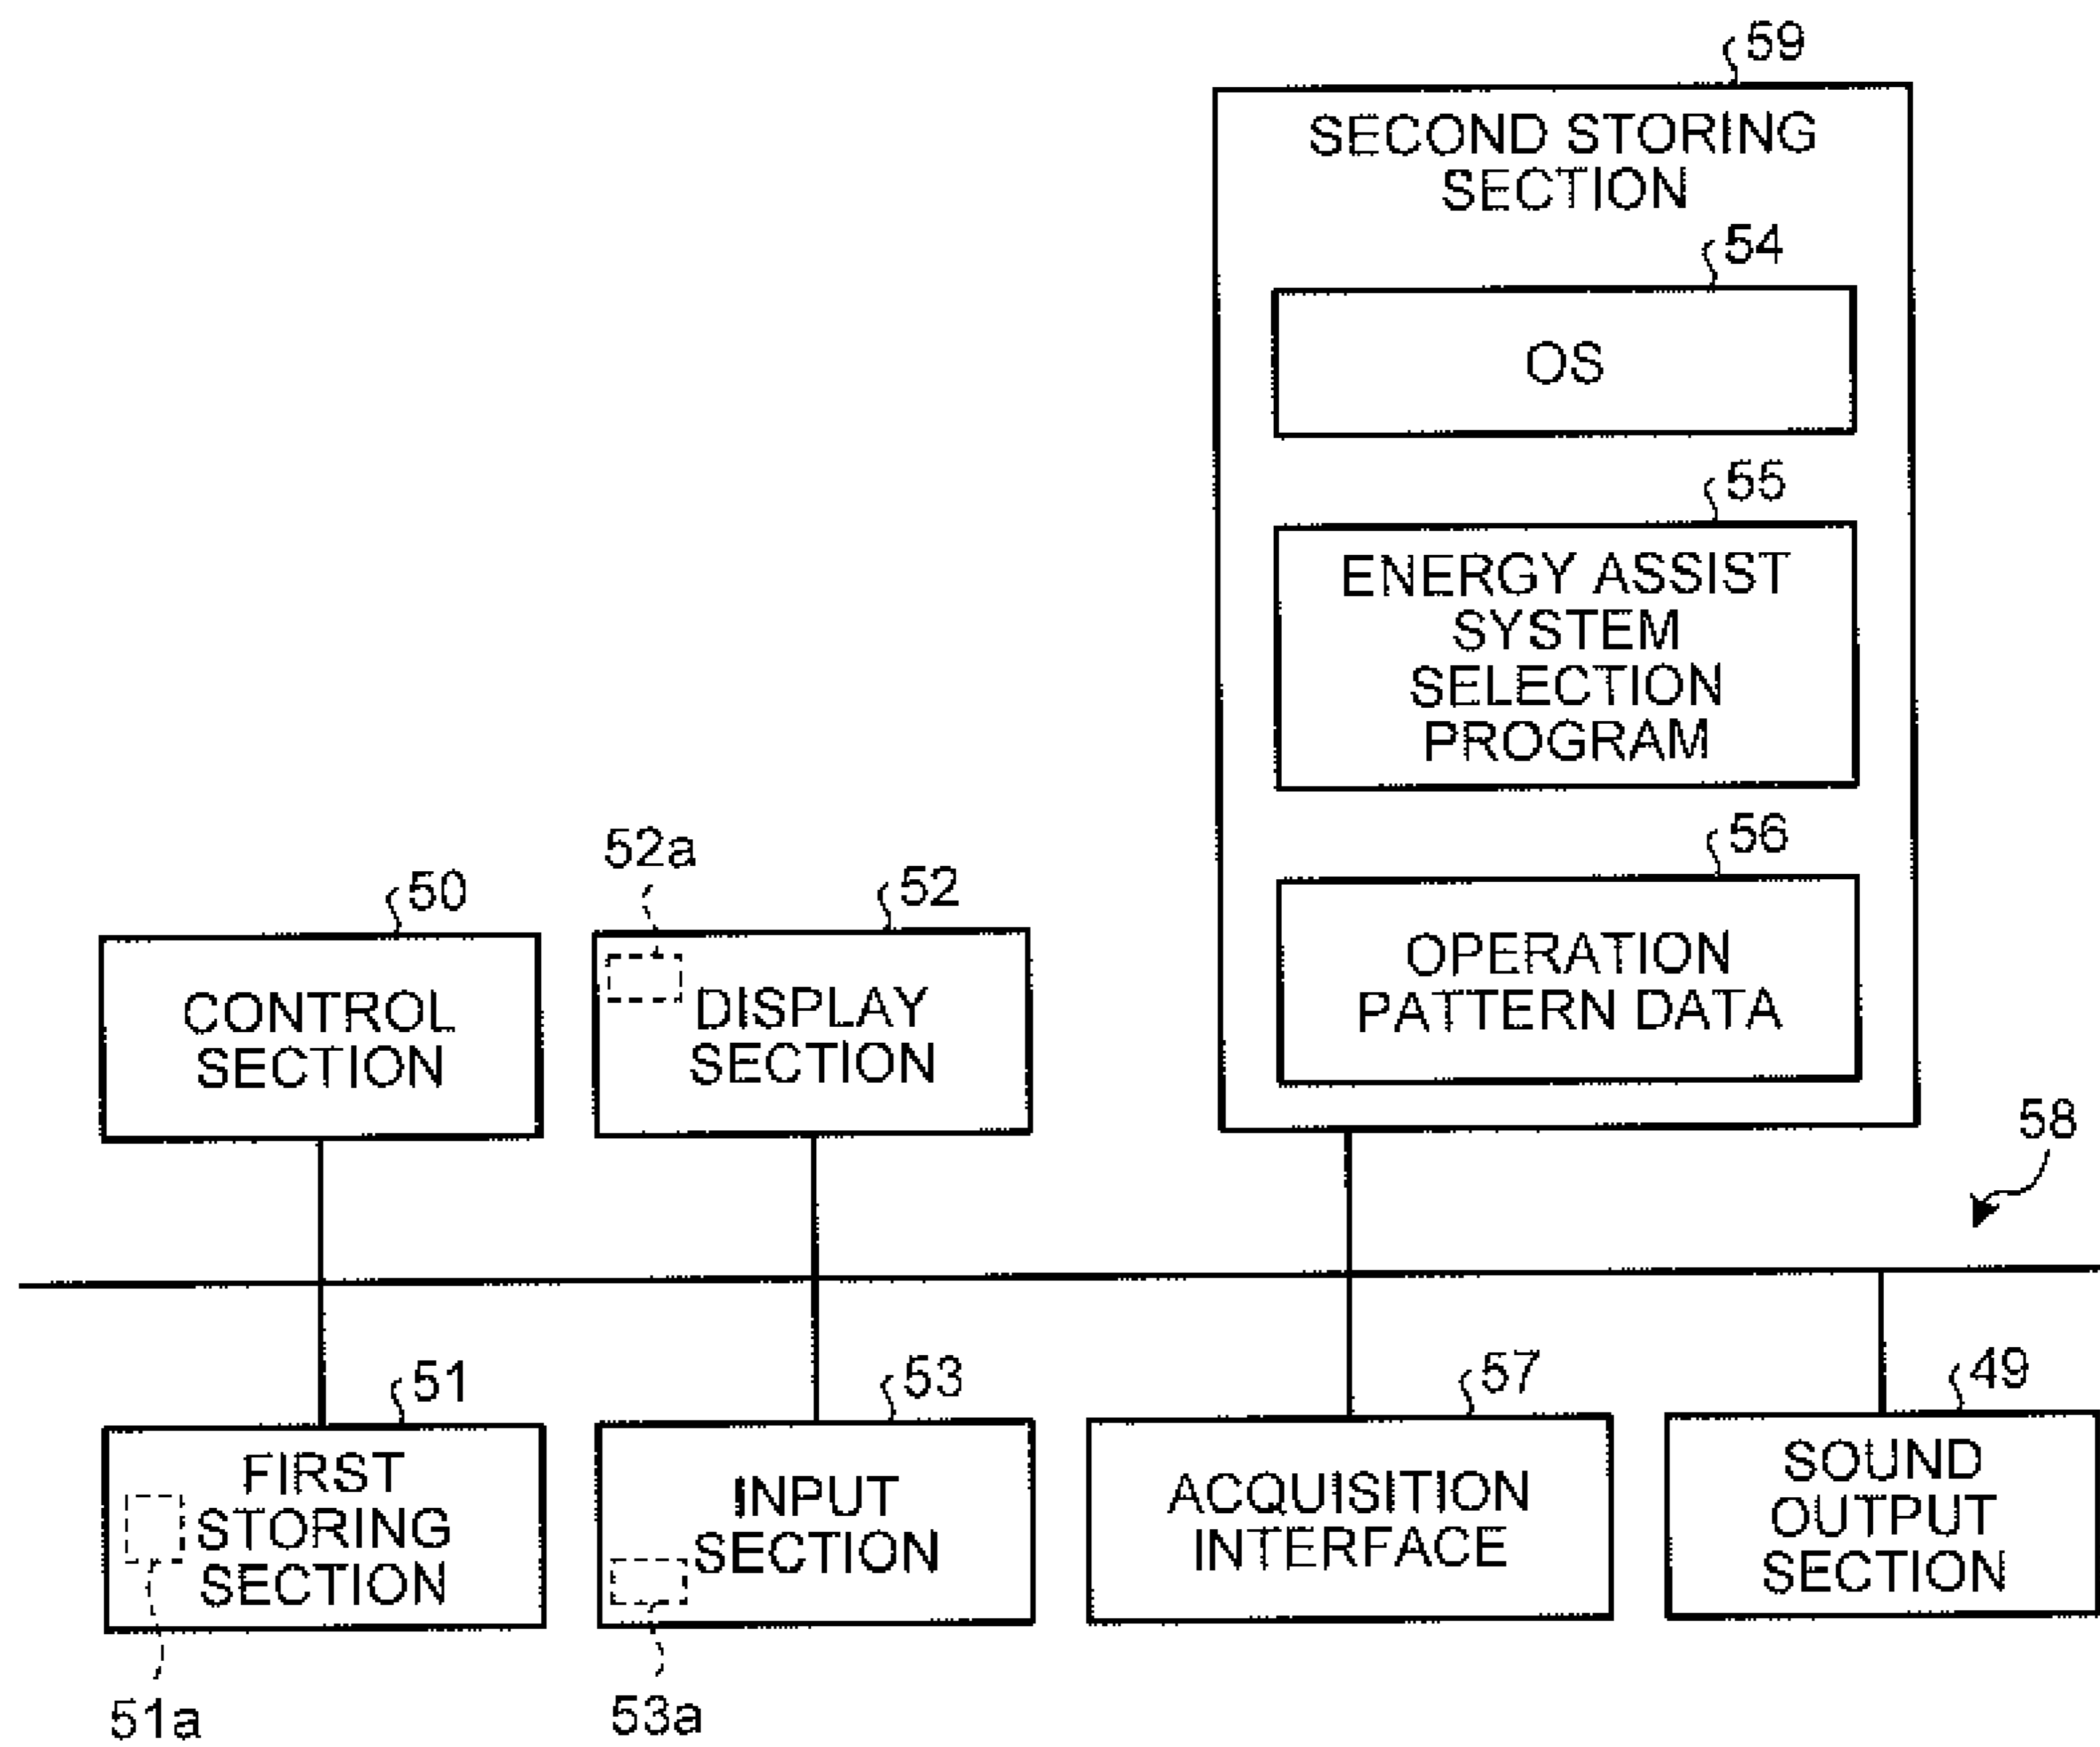 59
SECOND STORING
SECTION
54
OS
55
ENERGY ASSIST
SYSTEM
SELECTION
PROGRAM
56
OPERATION
PATTERN DATA
50
CONTROL
SECTION
52a
52
DISPLAY
SECTION
58
51
FIRST
STORING
SECTION
51a
53
INPUT
SECTION
53a
57
ACQUISITION
INTERFACE
49
SOUND
OUTPUT
SECTION